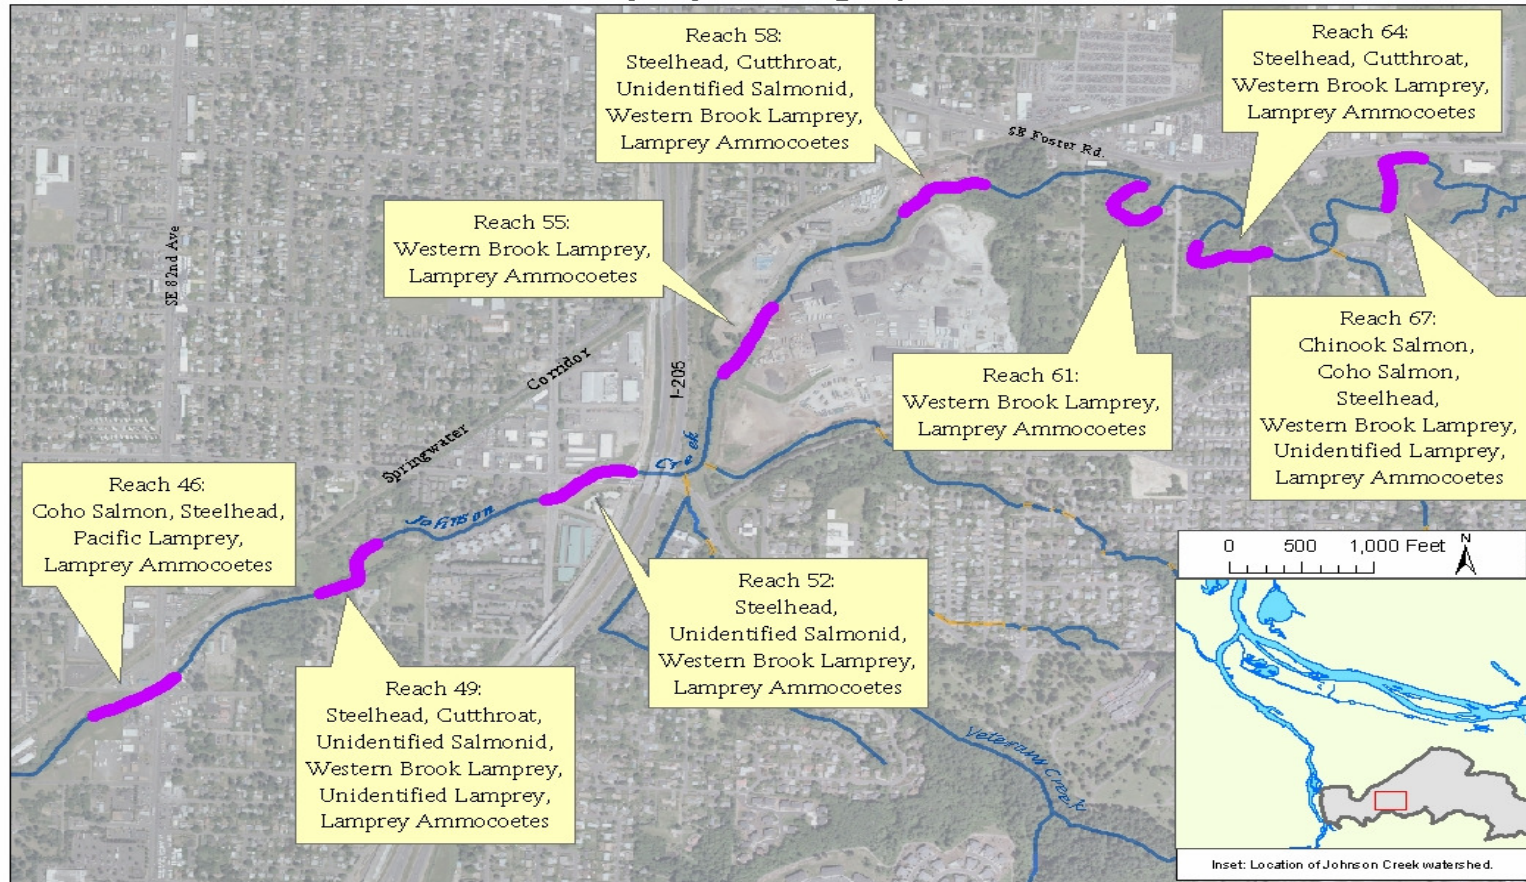 Reach 58:
Steelhead, Cutthroat,
Unidentified Salmonid,
Western Brook Lamprey,
Lamprey Ammocoetes
Reach 64:
Steelhead, Cutthroat,
Western Brook Lamprey,
Lamprey Ammocoetes
SE Foster Rd.
Reach 55:
Western Brook Lamprey,
Lamprey Ammocoetes
SE 82nd Ave
Reach 67:
Chinook Salmon,
Coho Salmon,
Steelhead,
Western Brook Lamprey,
Unidentified Lamprey,
Lamprey Ammocoetes
Reach 61:
Western Brook Lamprey,
Lamprey Ammocoetes
I-205
Springwater Corridor
Johnson Creek
Reach 46:
Coho Salmon, Steelhead,
Pacific Lamprey,
Lamprey Ammocoetes
Reach 52:
Steelhead,
Unidentified Salmonid,
Western Brook Lamprey,
Lamprey Ammocoetes
Reach 49:
Steelhead, Cutthroat,
Unidentified Salmonid,
Western Brook Lamprey,
Unidentified Lamprey,
Lamprey Ammocoetes
Veterans Creek
0 500 1,000 Feet
N
Inset: Location of Johnson Creek watershed.